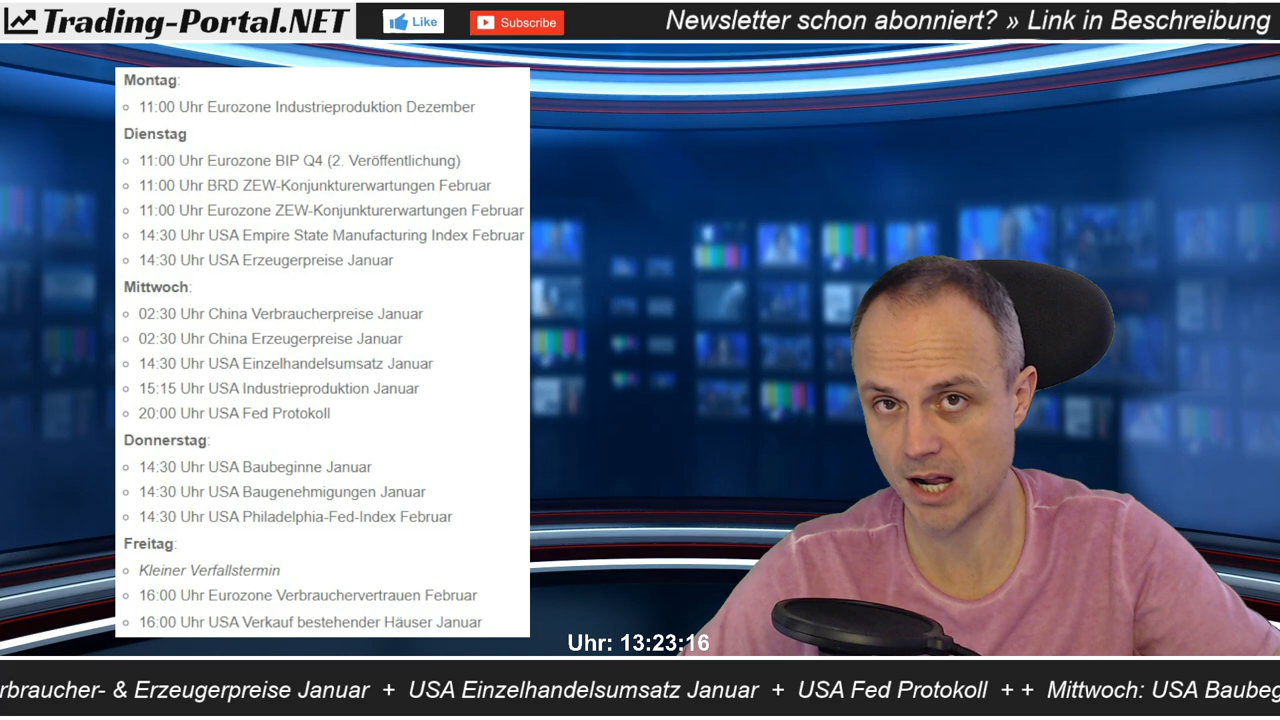 Trading-Portal.NET
Like
Subscribe
Newsletter schon abonniert? » Link in Beschreibung
Montag:
11:00 Uhr Eurozone Industrieproduktion Dezember
Dienstag
11:00 Uhr Eurozone BIP Q4 (2. Veröffentlichung)
11:00 Uhr BRD ZEW-Konjunkturerwartungen Februar
11:00 Uhr Eurozone ZEW-Konjunkturerwartungen Februar
14:30 Uhr USA Empire State Manufacturing Index Februar
14:30 Uhr USA Erzeugerpreise Januar
Mittwoch:
02:30 Uhr China Verbraucherpreise Januar
02:30 Uhr China Erzeugerpreise Januar
14:30 Uhr USA Einzelhandelsumsatz Januar
15:15 Uhr USA Industrieproduktion Januar
20:00 Uhr USA Fed Protokoll
Donnerstag:
14:30 Uhr USA Baubeginne Januar
14:30 Uhr USA Baugenehmigungen Januar
14:30 Uhr USA Philadelphia-Fed-Index Februar
Freitag:
Kleiner Verfallstermin
16:00 Uhr Eurozone Verbrauchervertrauen Februar
16:00 Uhr USA Verkauf bestehender Häuser Januar
Uhr: 13:23:16
rbraucher- & Erzeugerpreise Januar + USA Einzelhandelsumsatz Januar + USA Fed Protokoll + + Mittwoch: USA Baubeg